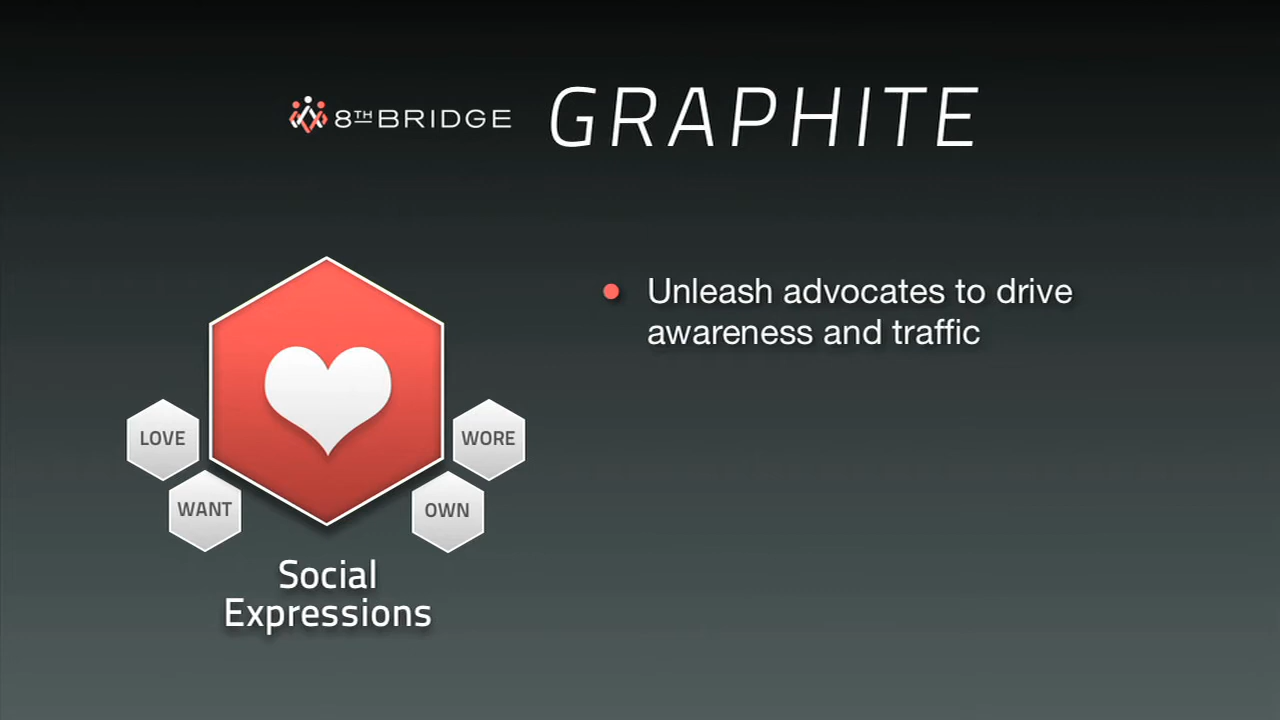 8TH BRIDGE GRAPHITE
Unleash advocates to drive
awareness and traffic
LOVE
WORE
WANT
OWN
Social
Expressions